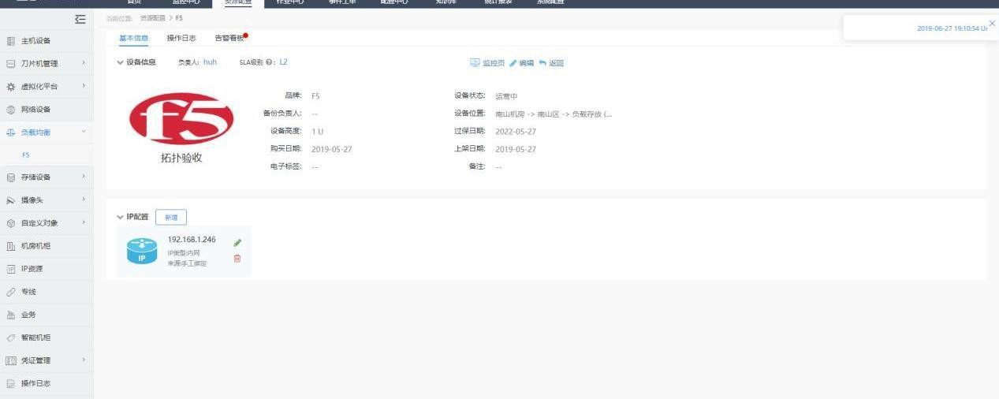 首页 监控中心 资源配置 作业中心 事件工单 配置中心 知识库 统计报表 系统配置
当前位置: 资源配置 > F5
2019-06-27 19:10:54 Ur
主机设备
刀片机管理
虚拟化平台
网络设备
负载均衡
F5
存储设备
摄像头
自定义对象
机房机柜
IP资源
专线
业务
智能机柜
凭证管理
操作日志
基本信息 操作日志 告警看板
设备信息 负责人: huh SLA级别 : L2 监控页 编辑 返回
f5
拓扑验收
品牌: F5 设备状态: 运营中
备份负责人: -- 设备位置: 南山机房 -> 南山区 -> 负载存放 (...
设备高度: 1 U 过保日期: 2022-05-27
购买日期: 2019-05-27 上架日期: 2019-05-27
电子标签: -- 备注: --
IP配置 新增
192.168.1.246
IP类型:内网
来源:手工绑定
IP